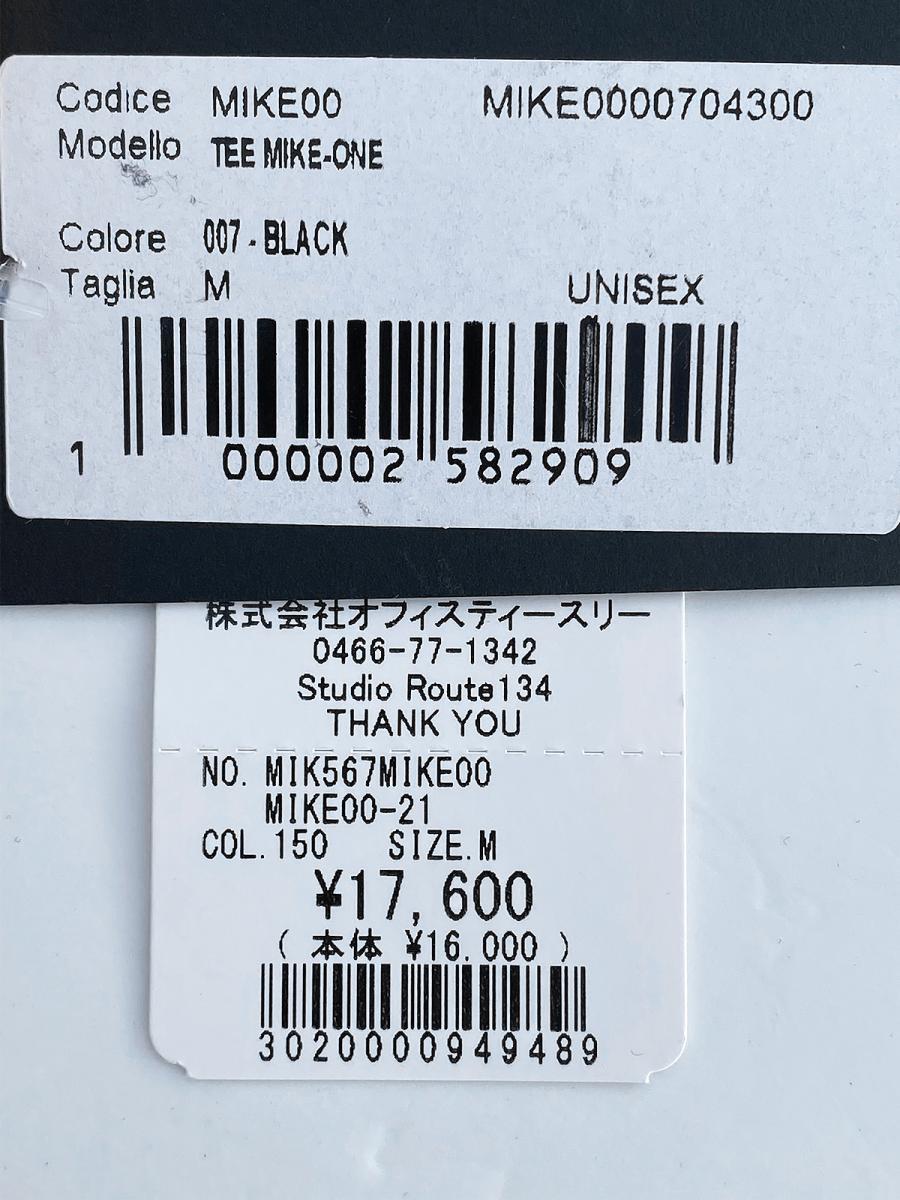 Codice MIKE00 MIKE0000704300
Modello TEE MIKE-ONE
Colore 007 - BLACK
Taglia M UNISEX
1 000002 582909
株式会社オフィスティースリー
0466-77-1342
Studio Route134
THANK YOU
NO. MIK567MIKE00
MIKE00-21
COL.150 SIZE.M
¥17,600
( 本体 ¥16.000 )
3020000949489